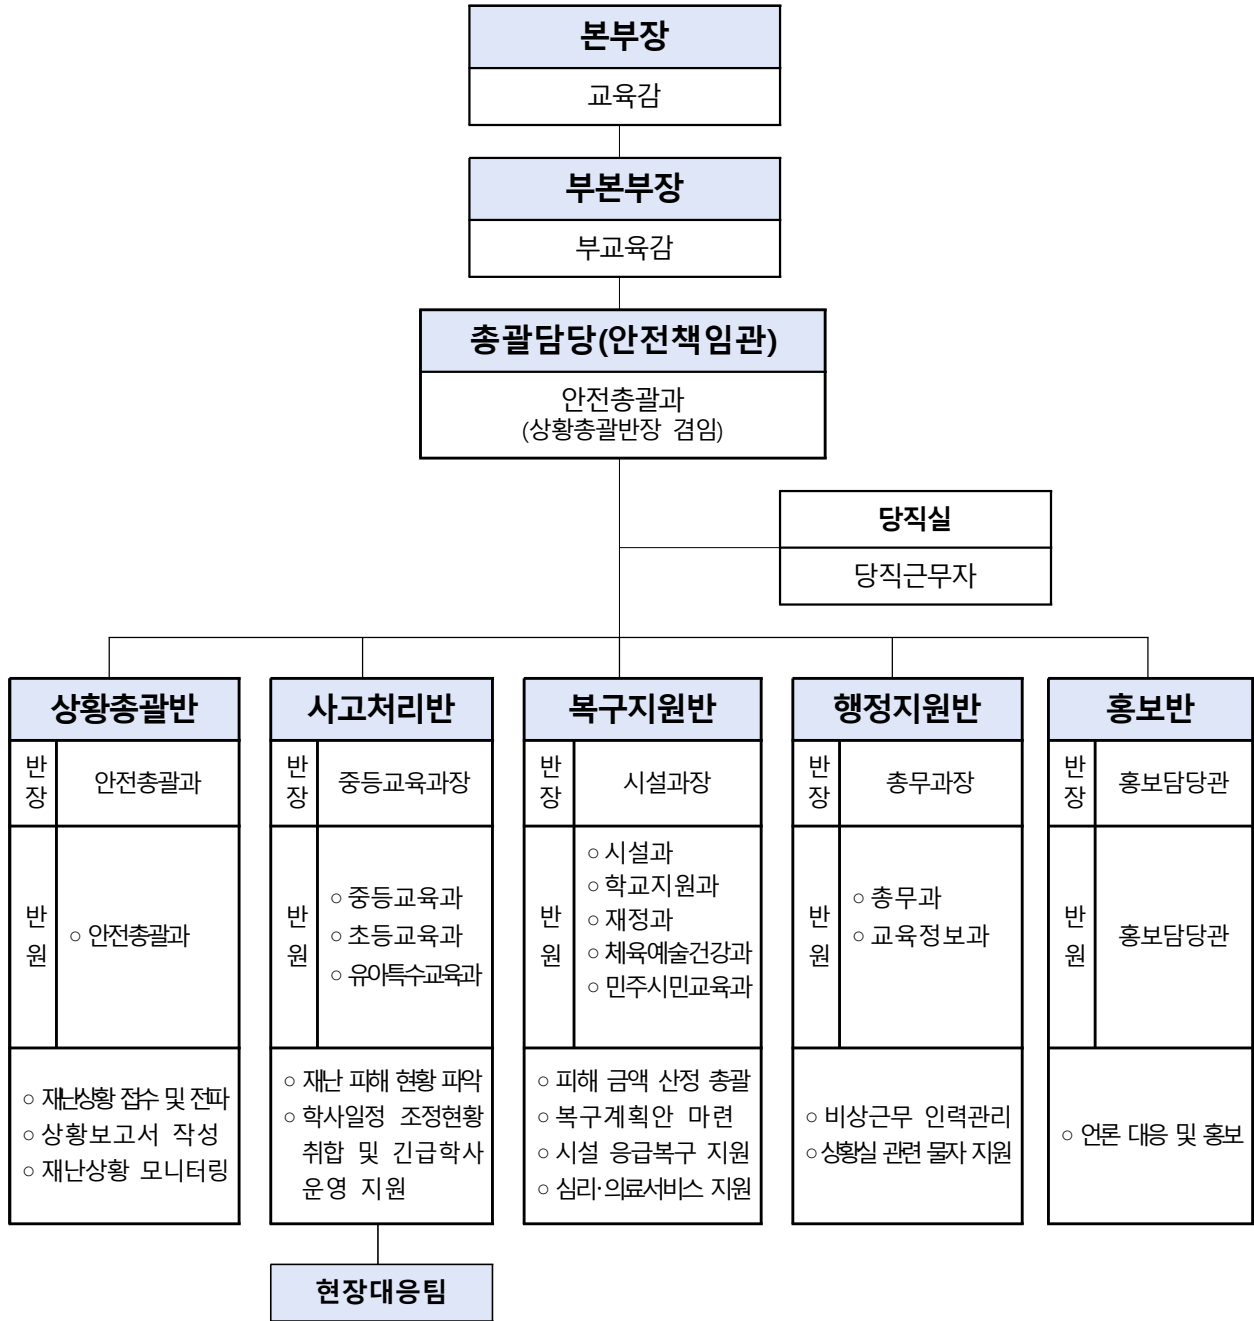 본부장
교육감
부본부장
부교육감
총괄담당(안전책임관)
안전총괄과
(상황총괄반장 겸임)
당직실
당직근무자
상황총괄반
반장
안전총괄과
반원
○ 안전총괄과
○ 재난상황 접수 및 전파
○ 상황보고서 작성
○ 재난상황 모니터링
사고처리반
반장
중등교육과장
반원
○ 중등교육과
○ 초등교육과
○ 유아특수교육과
○ 재난 피해 현황 파악
○ 학사일정 조정현황
취합 및 긴급학사
운영 지원
현장대응팀
복구지원반
반장
시설과장
반원
○ 시설과
○ 학교지원과
○ 재정과
○ 체육예술건강과
○ 민주시민교육과
○ 피해 금액 산정 총괄
○ 복구계획안 마련
○ 시설 응급복구 지원
○ 심리·의료서비스 지원
행정지원반
반장
총무과장
반원
○ 총무과
○ 교육정보과
○ 비상근무 인력관리
○ 상황실 관련 물자 지원
홍보반
반장
홍보담당관
반원
홍보담당관
○ 언론 대응 및 홍보